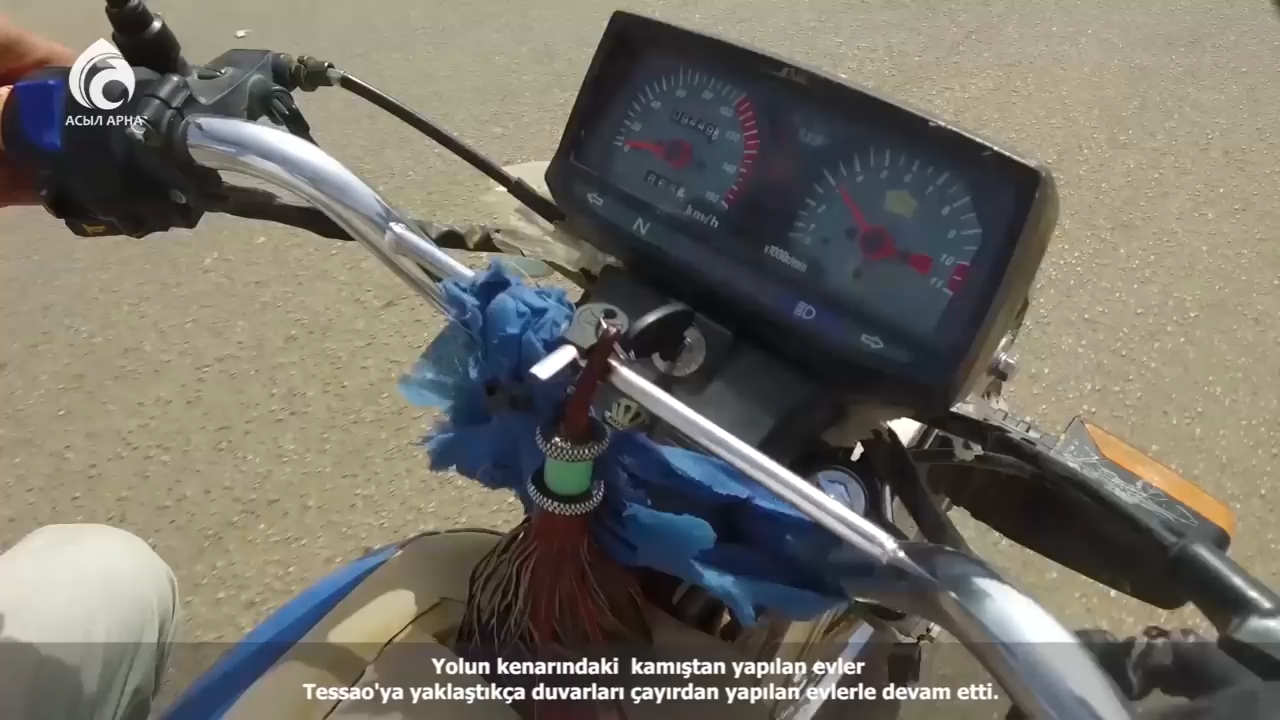 АСЫЛ АРНА
km/h
N
x1000r/min
Yolun kenarındaki kamıştan yapılan evler
Tessao'ya yaklaştıkça duvarları çayırdan yapılan evlerle devam etti.